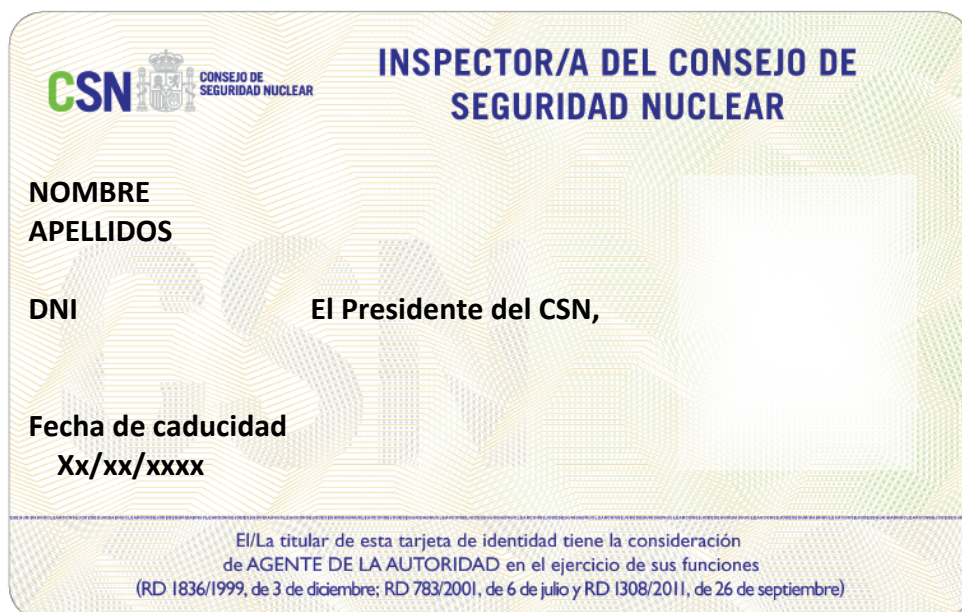 CSN CONSEJO DE
SEGURIDAD NUCLEAR
INSPECTOR/A DEL CONSEJO DE
SEGURIDAD NUCLEAR
NOMBRE
APELLIDOS
CSN
DNI
El Presidente del CSN,
Fecha de caducidad
Xx/xx/xxxx
El/La titular de esta tarjeta de identidad tiene la consideración
de AGENTE DE LA AUTORIDAD en el ejercicio de sus funciones
(RD 1836/1999, de 3 de diciembre; RD 783/2001, de 6 de julio y RD 1308/2011, de 26 de septiembre)